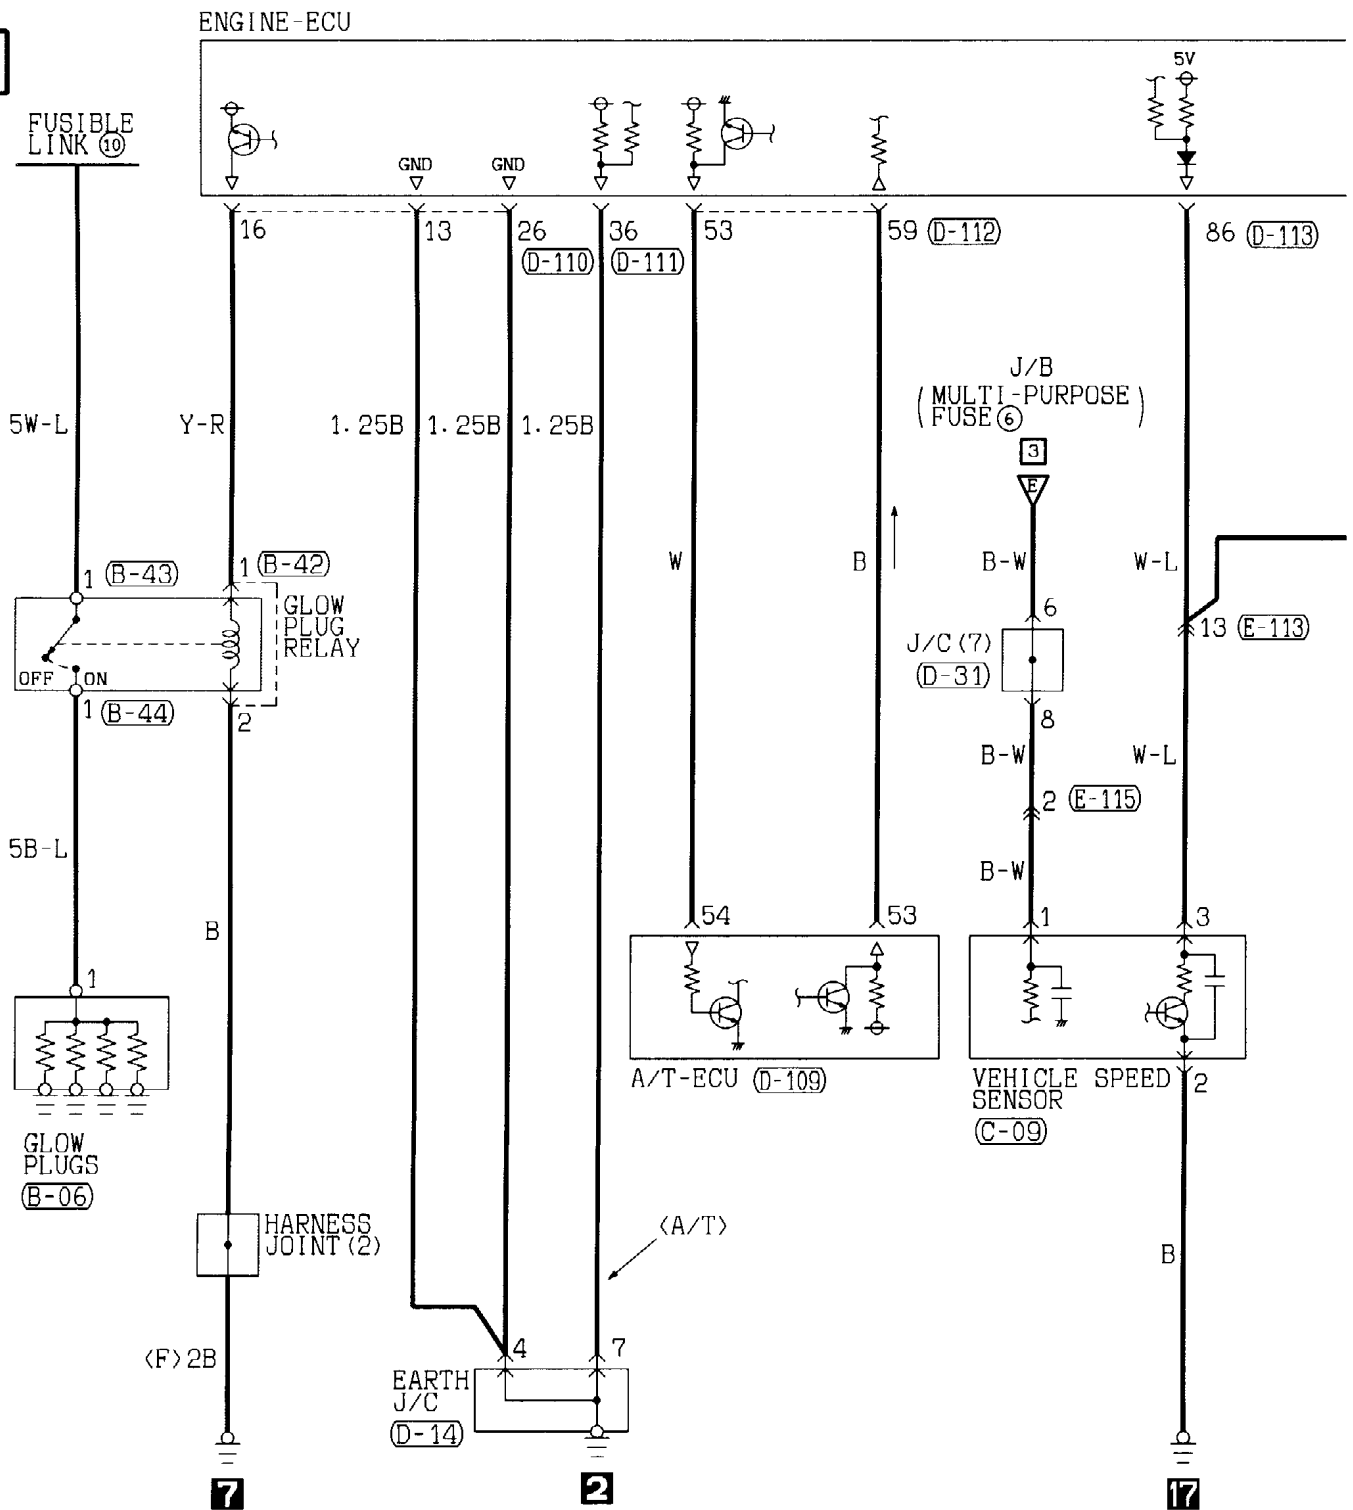 ENGINE-ECU
5V
FUSIBLE
LINK ⑩
GND GND
16 13 26 36 53 59 (D-112) 86 (D-113)
(D-110) (D-111)
J/B
(MULTI-PURPOSE)
FUSE⑥
3
E
5W-L Y-R 1.25B 1.25B 1.25B
W B B-W W-L
1 (B-43) 1 (B-42)
GLOW
PLUG
RELAY
6
13 (E-113)
J/C(7)
(D-31)
OFF ON
1 (B-44) 2
8
B-W W-L
2 (E-115)
5B-L
B-W
B
54 53 1 3
1
A/T-ECU (D-109)
VEHICLE SPEED
SENSOR
(C-09)
2
GLOW
PLUGS
(B-06)
HARNESS
JOINT(2)
<A/T>
B
<F>2B
4 7
EARTH
J/C
(D-14)
7 2 17